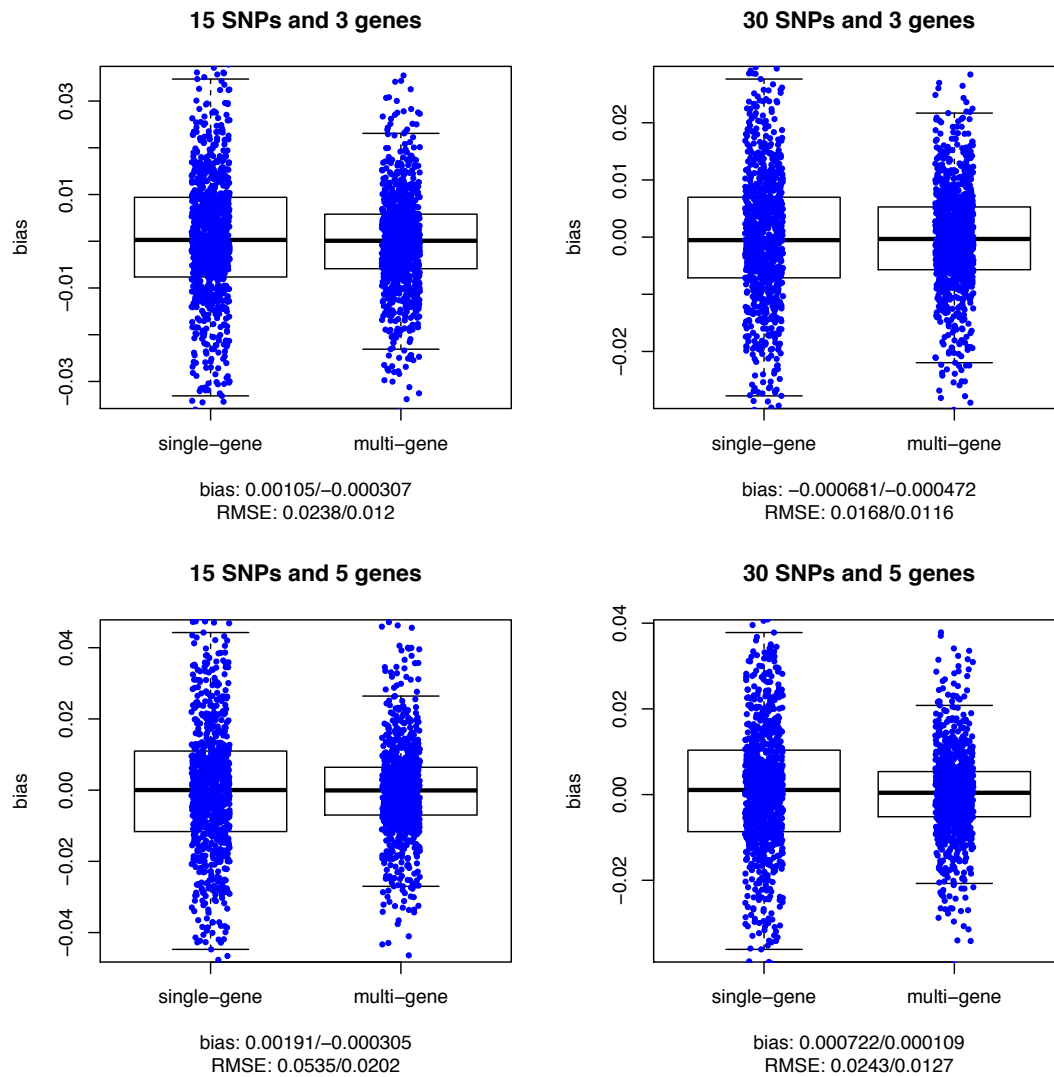 15 SNPs and 3 genes
bias
0.03
0.01
−0.01
−0.03
single−gene
multi−gene
bias: 0.00105/−0.000307
RMSE: 0.0238/0.012
30 SNPs and 3 genes
bias
0.02
0.01
0.00
−0.02
single−gene
multi−gene
bias: −0.000681/−0.000472
RMSE: 0.0168/0.0116
15 SNPs and 5 genes
bias
0.04
0.02
0.00
−0.02
−0.04
single−gene
multi−gene
bias: 0.00191/−0.000305
RMSE: 0.0535/0.0202
30 SNPs and 5 genes
bias
0.04
0.02
0.00
−0.02
single−gene
multi−gene
bias: 0.000722/0.000109
RMSE: 0.0243/0.0127